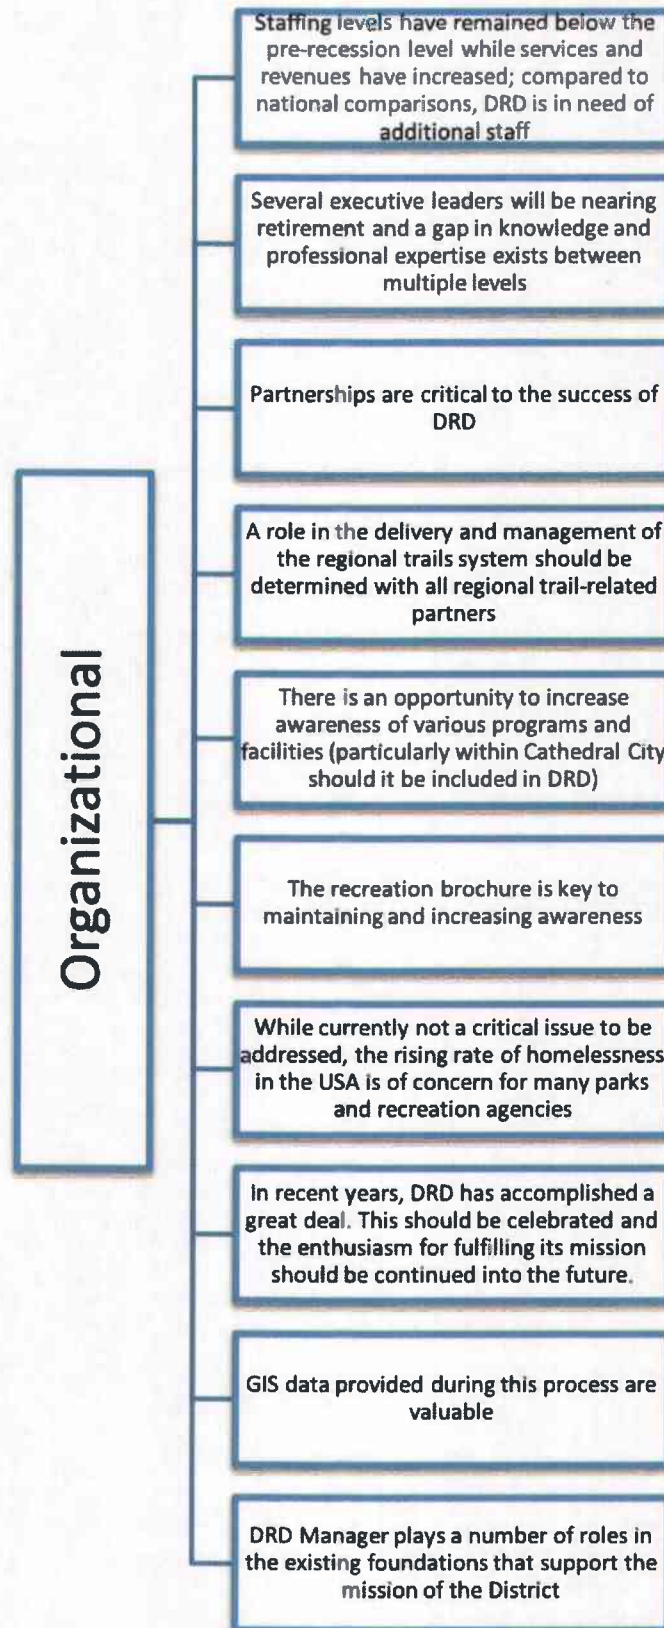 Organizational
Staffing levels have remained below the
pre-recession level while services and
revenues have increased; compared to
national comparisons, DRD is in need of
additional staff
Several executive leaders will be nearing
retirement and a gap in knowledge and
professional expertise exists between
multiple levels
Partnerships are critical to the success of
DRD
A role in the delivery and management of
the regional trails system should be
determined with all regional trail-related
partners
There is an opportunity to increase
awareness of various programs and
facilities (particularly within Cathedral City
should it be included in DRD)
The recreation brochure is key to
maintaining and increasing awareness
While currently not a critical issue to be
addressed, the rising rate of homelessness
in the USA is of concern for many parks
and recreation agencies
In recent years, DRD has accomplished a
great deal. This should be celebrated and
the enthusiasm for fulfilling its mission
should be continued into the future.
GIS data provided during this process are
valuable
DRD Manager plays a number of roles in
the existing foundations that support the
mission of the District